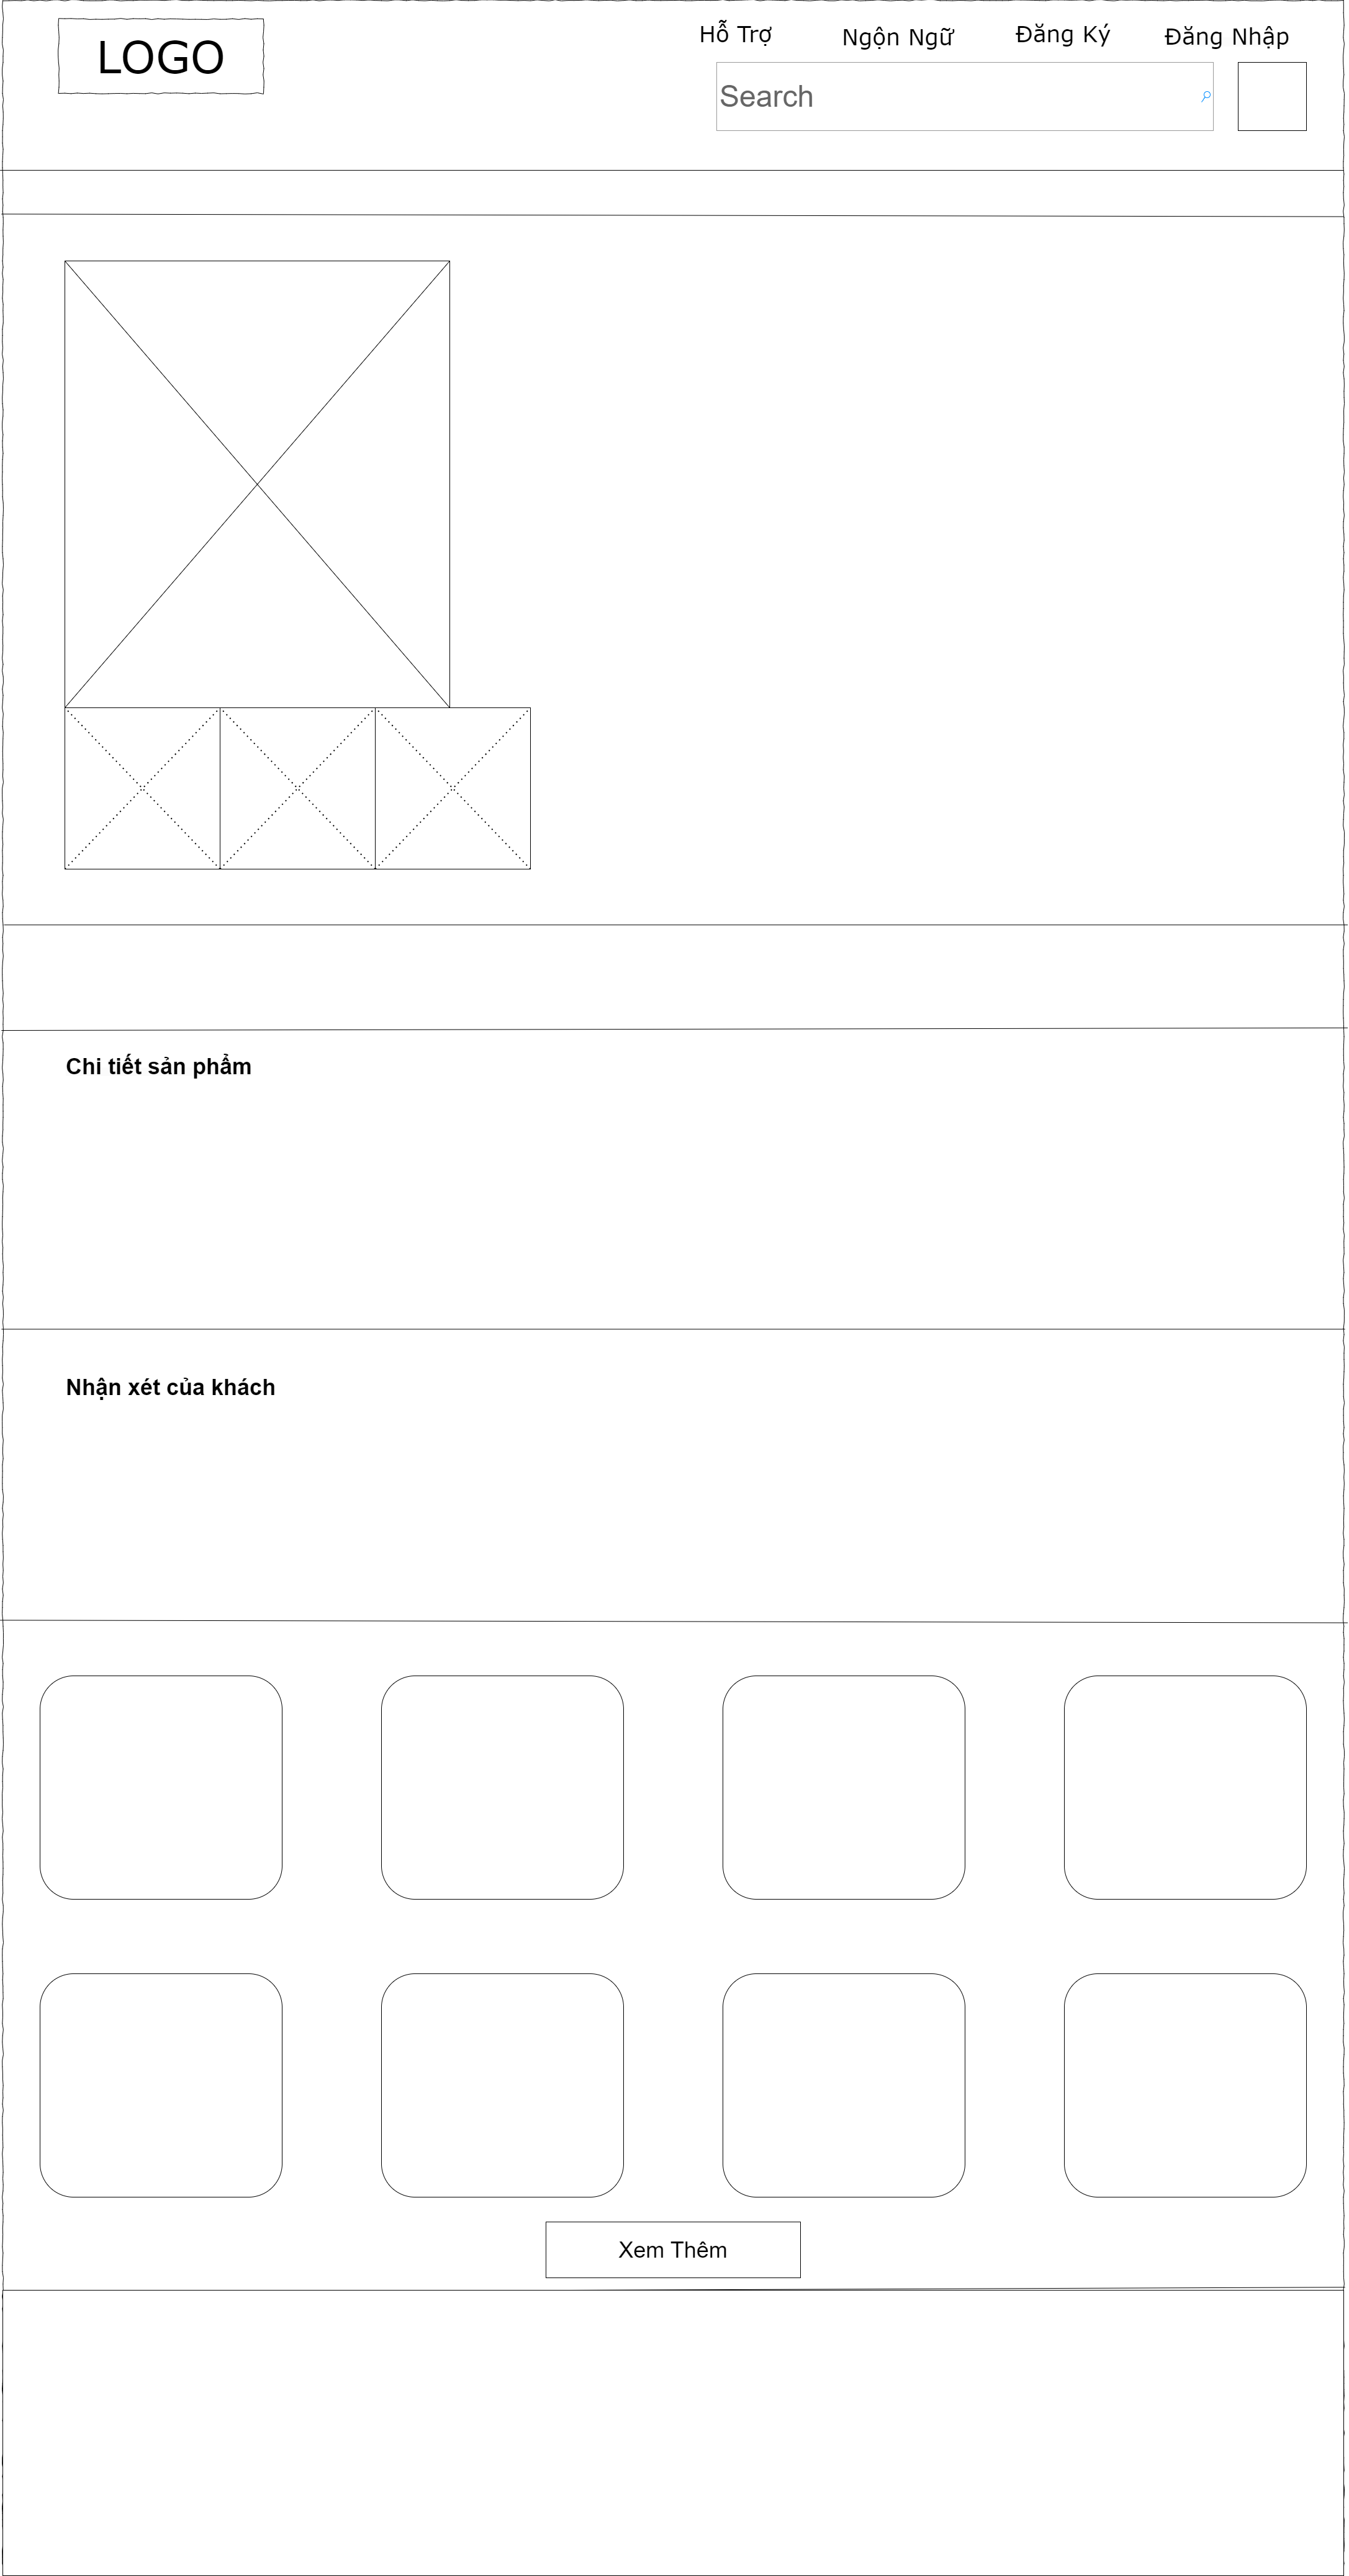 LOGO
Hỗ Trợ
Ngộn Ngữ
Đăng Ký
Đăng Nhập
Search
Chi tiết sản phẩm
Nhận xét của khách
Xem Thêm